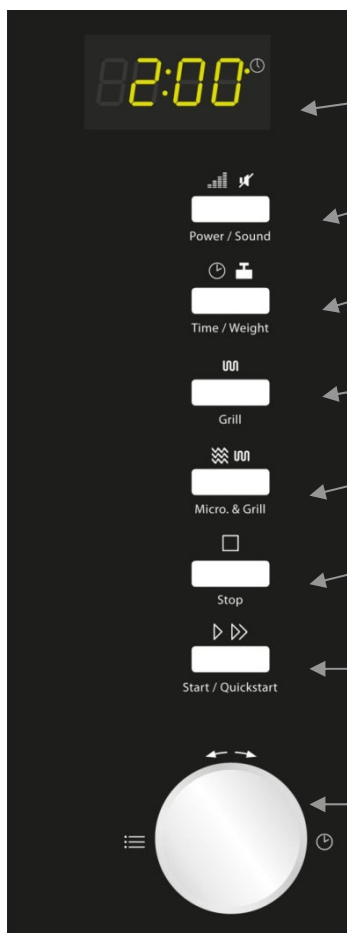 2:00
Power / Sound
Time / Weight
Grill
Micro. & Grill
Stop
Start / Quickstart